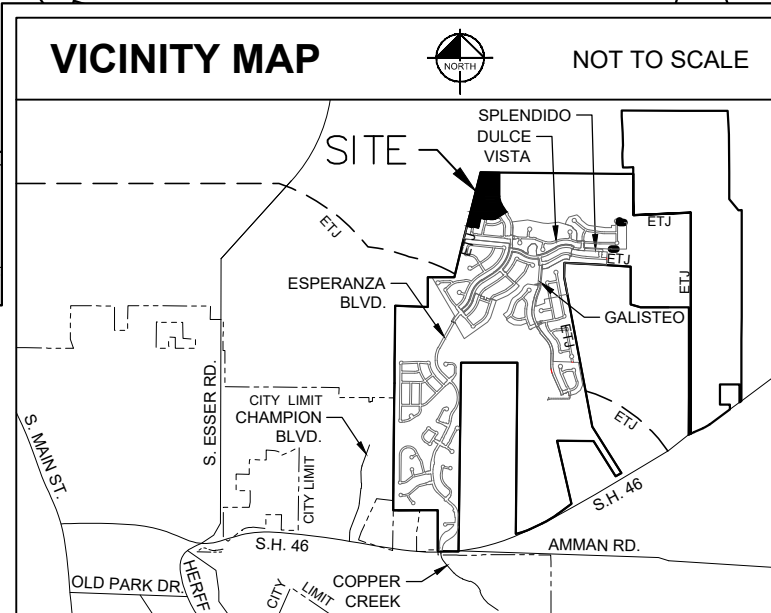 VICINITY MAP
NORTH
NOT TO SCALE
SPLENDIDO
DULCE
VISTA
SITE
ETJ
ETJ
ETJ
ETJ
ESPERANZA
BLVD.
GALISTEO
ETJ
S. ESSER RD.
CITY LIMIT
CHAMPION
BLVD.
ETJ
S. MAIN ST.
CITY LIMIT
S.H. 46
S.H. 46
AMMAN RD.
OLD PARK DR.
HERFF
CITY
LIMIT
COPPER
CREEK